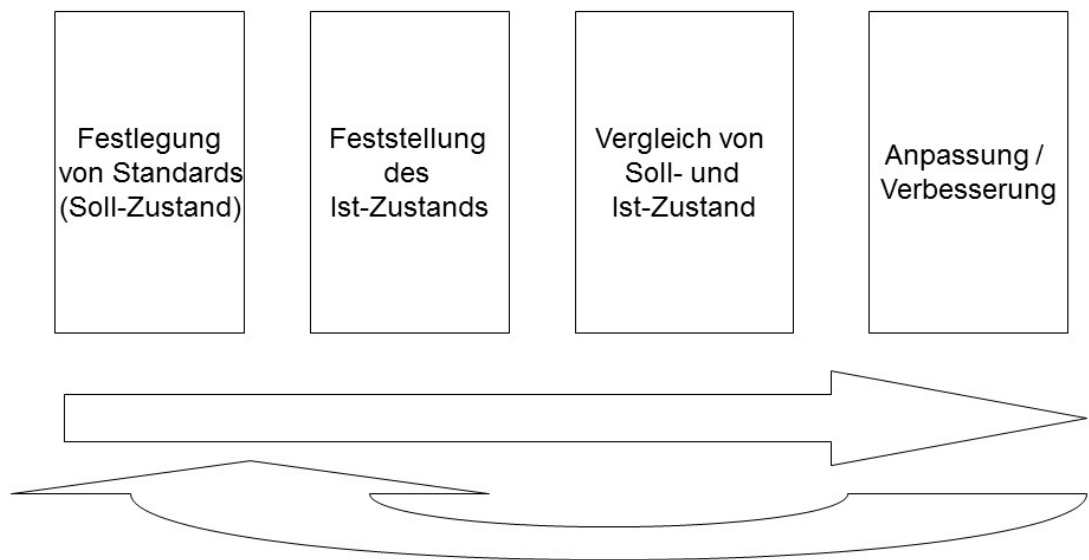 Festlegung
von Standards
(Soll-Zustand)
Feststellung
des
Ist-Zustands
Vergleich von
Soll- und
Ist-Zustand
Anpassung /
Verbesserung